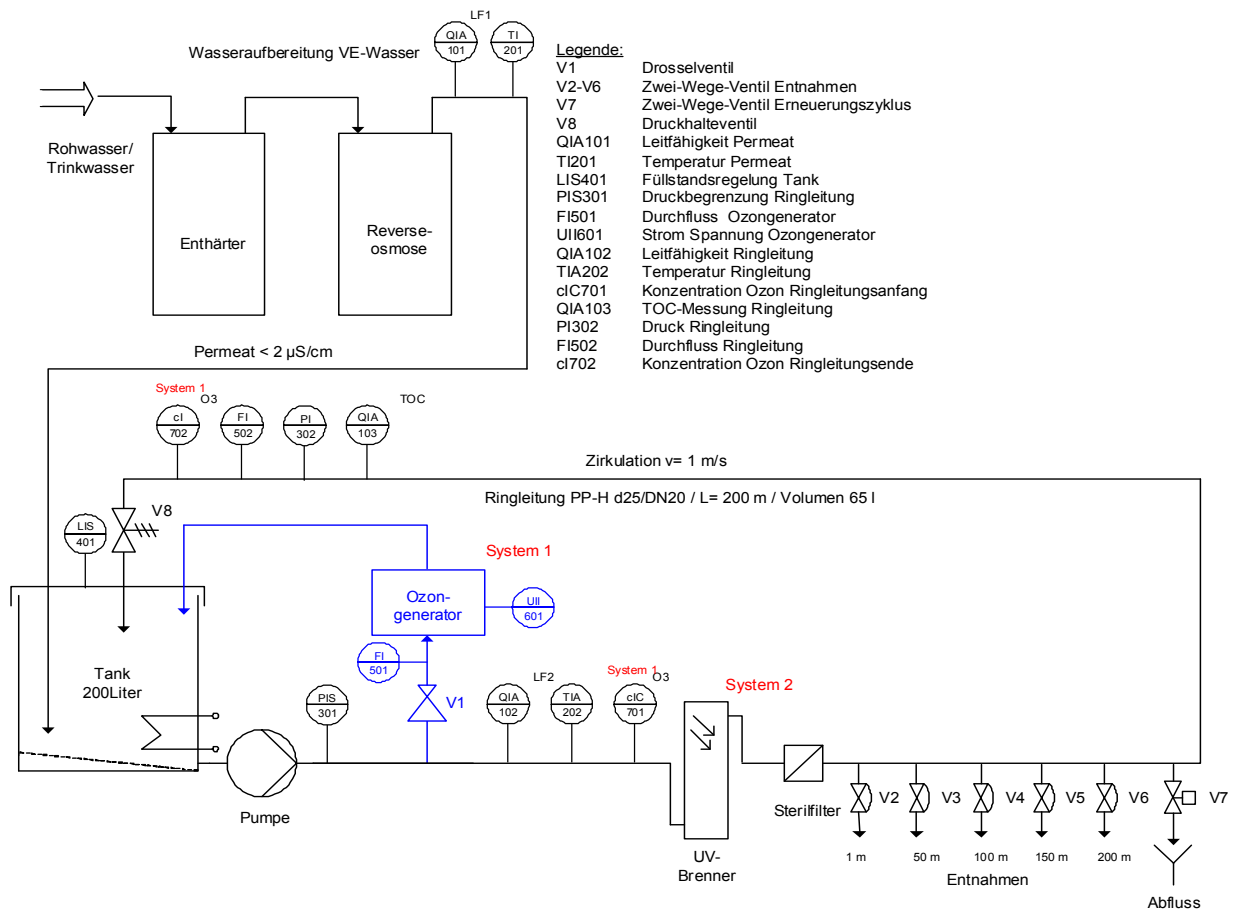 LF1
QIA
101
TI
201
Wasseraufbereitung VE-Wasser
Rohwasser/
Trinkwasser
Enthärter
Reverse-
osmose
Permeat < 2 µS/cm
Legende:
V1 Drosselventil
V2-V6 Zwei-Wege-Ventil Entnahmen
V7 Zwei-Wege-Ventil Erneuerungszyklus
V8 Druckhalteventil
QIA101 Leitfähigkeit Permeat
TI201 Temperatur Permeat
LIS401 Füllstandsregelung Tank
PIS301 Druckbegrenzung Ringleitung
FI501 Durchfluss Ozongenerator
UII601 Strom Spannung Ozongenerator
QIA102 Leitfähigkeit Ringleitung
TIA202 Temperatur Ringleitung
cIC701 Konzentration Ozon Ringleitungsanfang
QIA103 TOC-Messung Ringleitung
PI302 Druck Ringleitung
FI502 Durchfluss Ringleitung
cI702 Konzentration Ozon Ringleitungsende
System 1
O3
cI
702
FI
502
PI
302
TOC
QIA
103
Zirkulation v= 1 m/s
Ringleitung PP-H d25/DN20 / L= 200 m / Volumen 65 l
LIS
401
V8
System 1
Ozon-
generator
UII
601
FI
501
V1
Tank
200Liter
PIS
301
Pumpe
LF2
QIA
102
TIA
202
System 1
O3
cIC
701
System 2
UV-
Brenner
Sterilfilter
V2
V3
V4
V5
V6
V7
1 m
50 m
100 m
150 m
200 m
Entnahmen
Abfluss